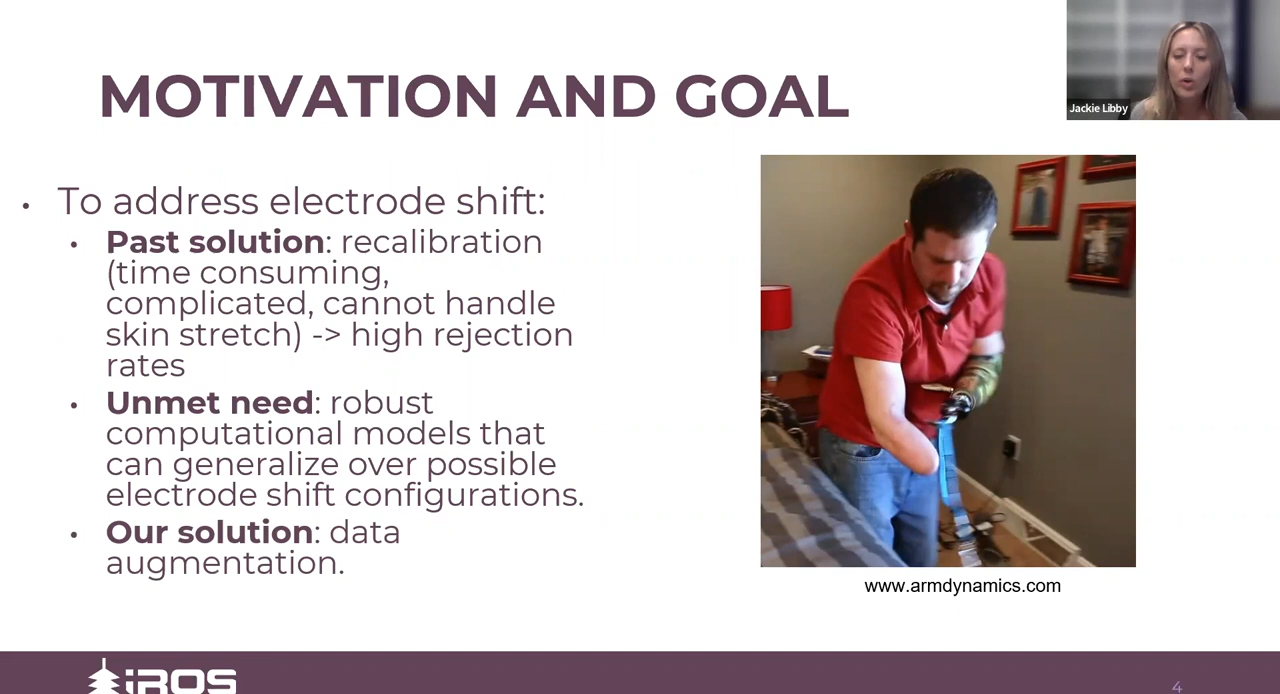 MOTIVATION AND GOAL
Jackie Libby
• To address electrode shift:
• Past solution: recalibration
(time consuming,
complicated, cannot handle
skin stretch) -> high rejection
rates
• Unmet need: robust
computational models that
can generalize over possible
electrode shift configurations.
• Our solution: data
augmentation.
www.armdynamics.com
iROS
4